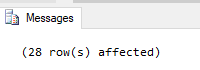 Messages
(28 row(s) affected)